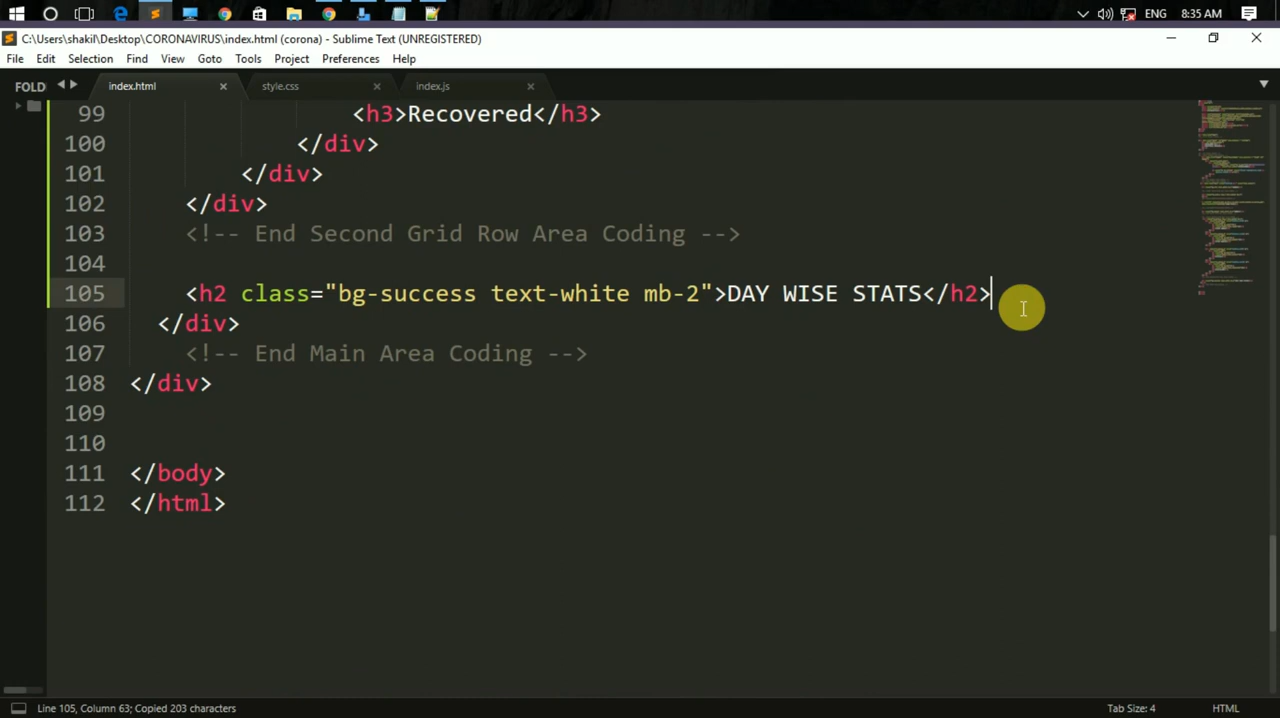 ENG 8:35 AM
C:\Users\shakil\Desktop\CORONAVIRUS\index.html (corona) - Sublime Text (UNREGISTERED)
File Edit Selection Find View Goto Tools Project Preferences Help
FOLD index.html style.css index.js
99 <h3>Recovered</h3>
100 </div>
101 </div>
102 </div>
103 <!-- End Second Grid Row Area Coding -->
104
105 <h2 class="bg-success text-white mb-2">DAY WISE STATS</h2>
106 </div>
107 <!-- End Main Area Coding -->
108 </div>
109
110
111 </body>
112 </html>
Line 105, Column 63; Copied 203 characters Tab Size: 4 HTML